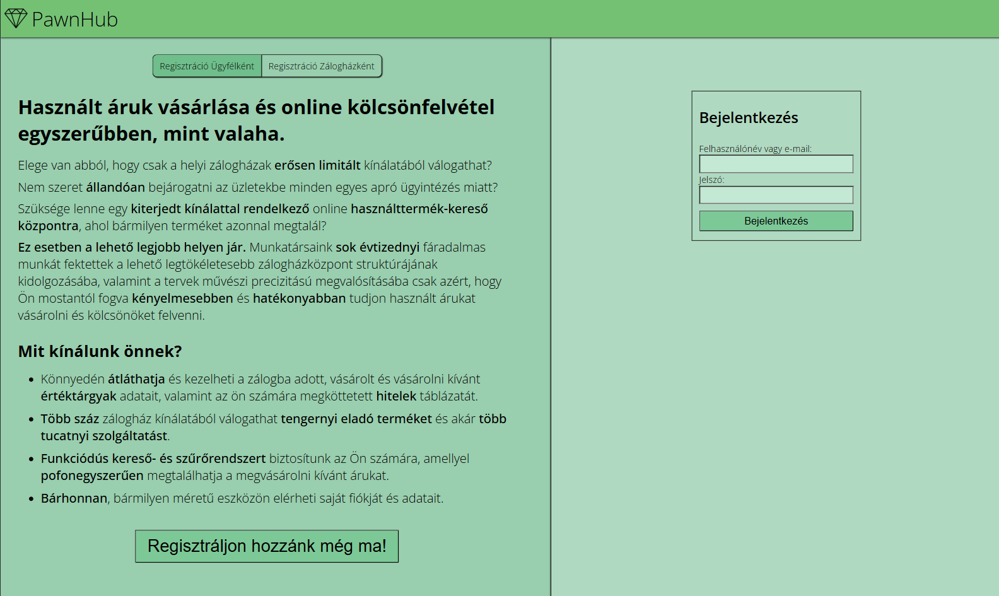 PawnHub
Regisztráció Ügyfélként
Regisztráció Zálogházként
Használt áruk vásárlása és online kölcsönfelvétel
egyszerűbben, mint valaha.
Elege van abból, hogy csak a helyi zálogházak erősen limitált kínálatából válogathat?
Nem szeret állandóan bejárogatni az üzletekbe minden egyes apró ügyintézés miatt?
Szüksége lenne egy kiterjedt kínálattal rendelkező online használttermék-kereső
központra, ahol bármilyen terméket azonnal megtalál?
Ez esetben a lehető legjobb helyen jár. Munkatársaink sok évtizednyi fáradalmas
munkát fektettek a lehető legtökéletesebb zálogházközpont struktúrájának
kidolgozásába, valamint a tervek művészi precizitású megvalósításába csak azért, hogy
Ön mostantól fogva kényelmesebben és hatékonyabban tudjon használt árukat
vásárolni és kölcsönöket felvenni.
Mit kínálunk önnek?
• Könnyedén átláthatja és kezelheti a zálogba adott, vásárolt és vásárolni kívánt
értéktárgyak adatait, valamint az ön számára megköttetett hitelek táblázatát.
• Több száz zálogház kínálatából válogathat tengernyi eladó terméket és akár több
tucatnyi szolgáltatást.
• Funkciódús kereső- és szűrőrendszert biztosítunk az Ön számára, amellyel
pofonegyszerűen megtalálhatja a megvásárolni kívánt árukat.
• Bárhonnan, bármilyen méretű eszközön elérheti saját fiókját és adatait.
Regisztráljon hozzánk még ma!
Bejelentkezés
Felhasználónév vagy e-mail:
Jelszó:
Bejelentkezés